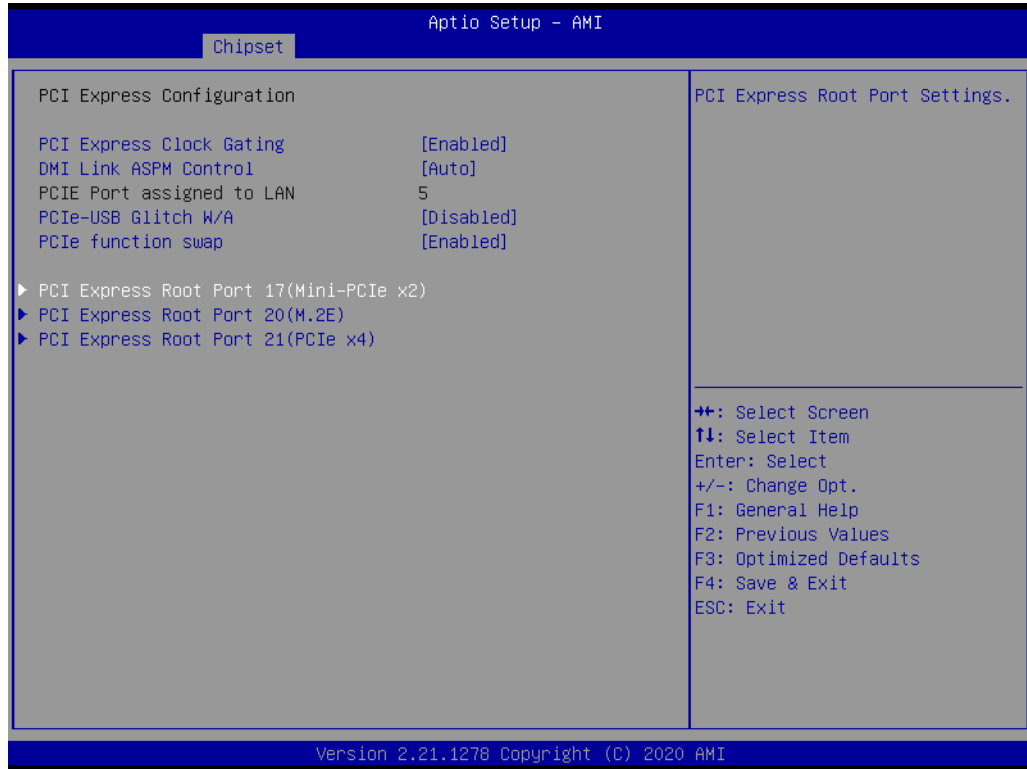 Aptio Setup – AMI
Chipset
PCI Express Configuration
PCI Express Clock Gating [Enabled]
DMI Link ASPM Control [Auto]
PCIE Port assigned to LAN 5
PCIe-USB Glitch W/A [Disabled]
PCIe function swap [Enabled]
▶ PCI Express Root Port 17(Mini-PCIe x2)
▶ PCI Express Root Port 20(M.2E)
▶ PCI Express Root Port 21(PCIe x4)
PCI Express Root Port Settings.
→←: Select Screen
↑↓: Select Item
Enter: Select
+/-: Change Opt.
F1: General Help
F2: Previous Values
F3: Optimized Defaults
F4: Save & Exit
ESC: Exit
Version 2.21.1278 Copyright (C) 2020 AMI